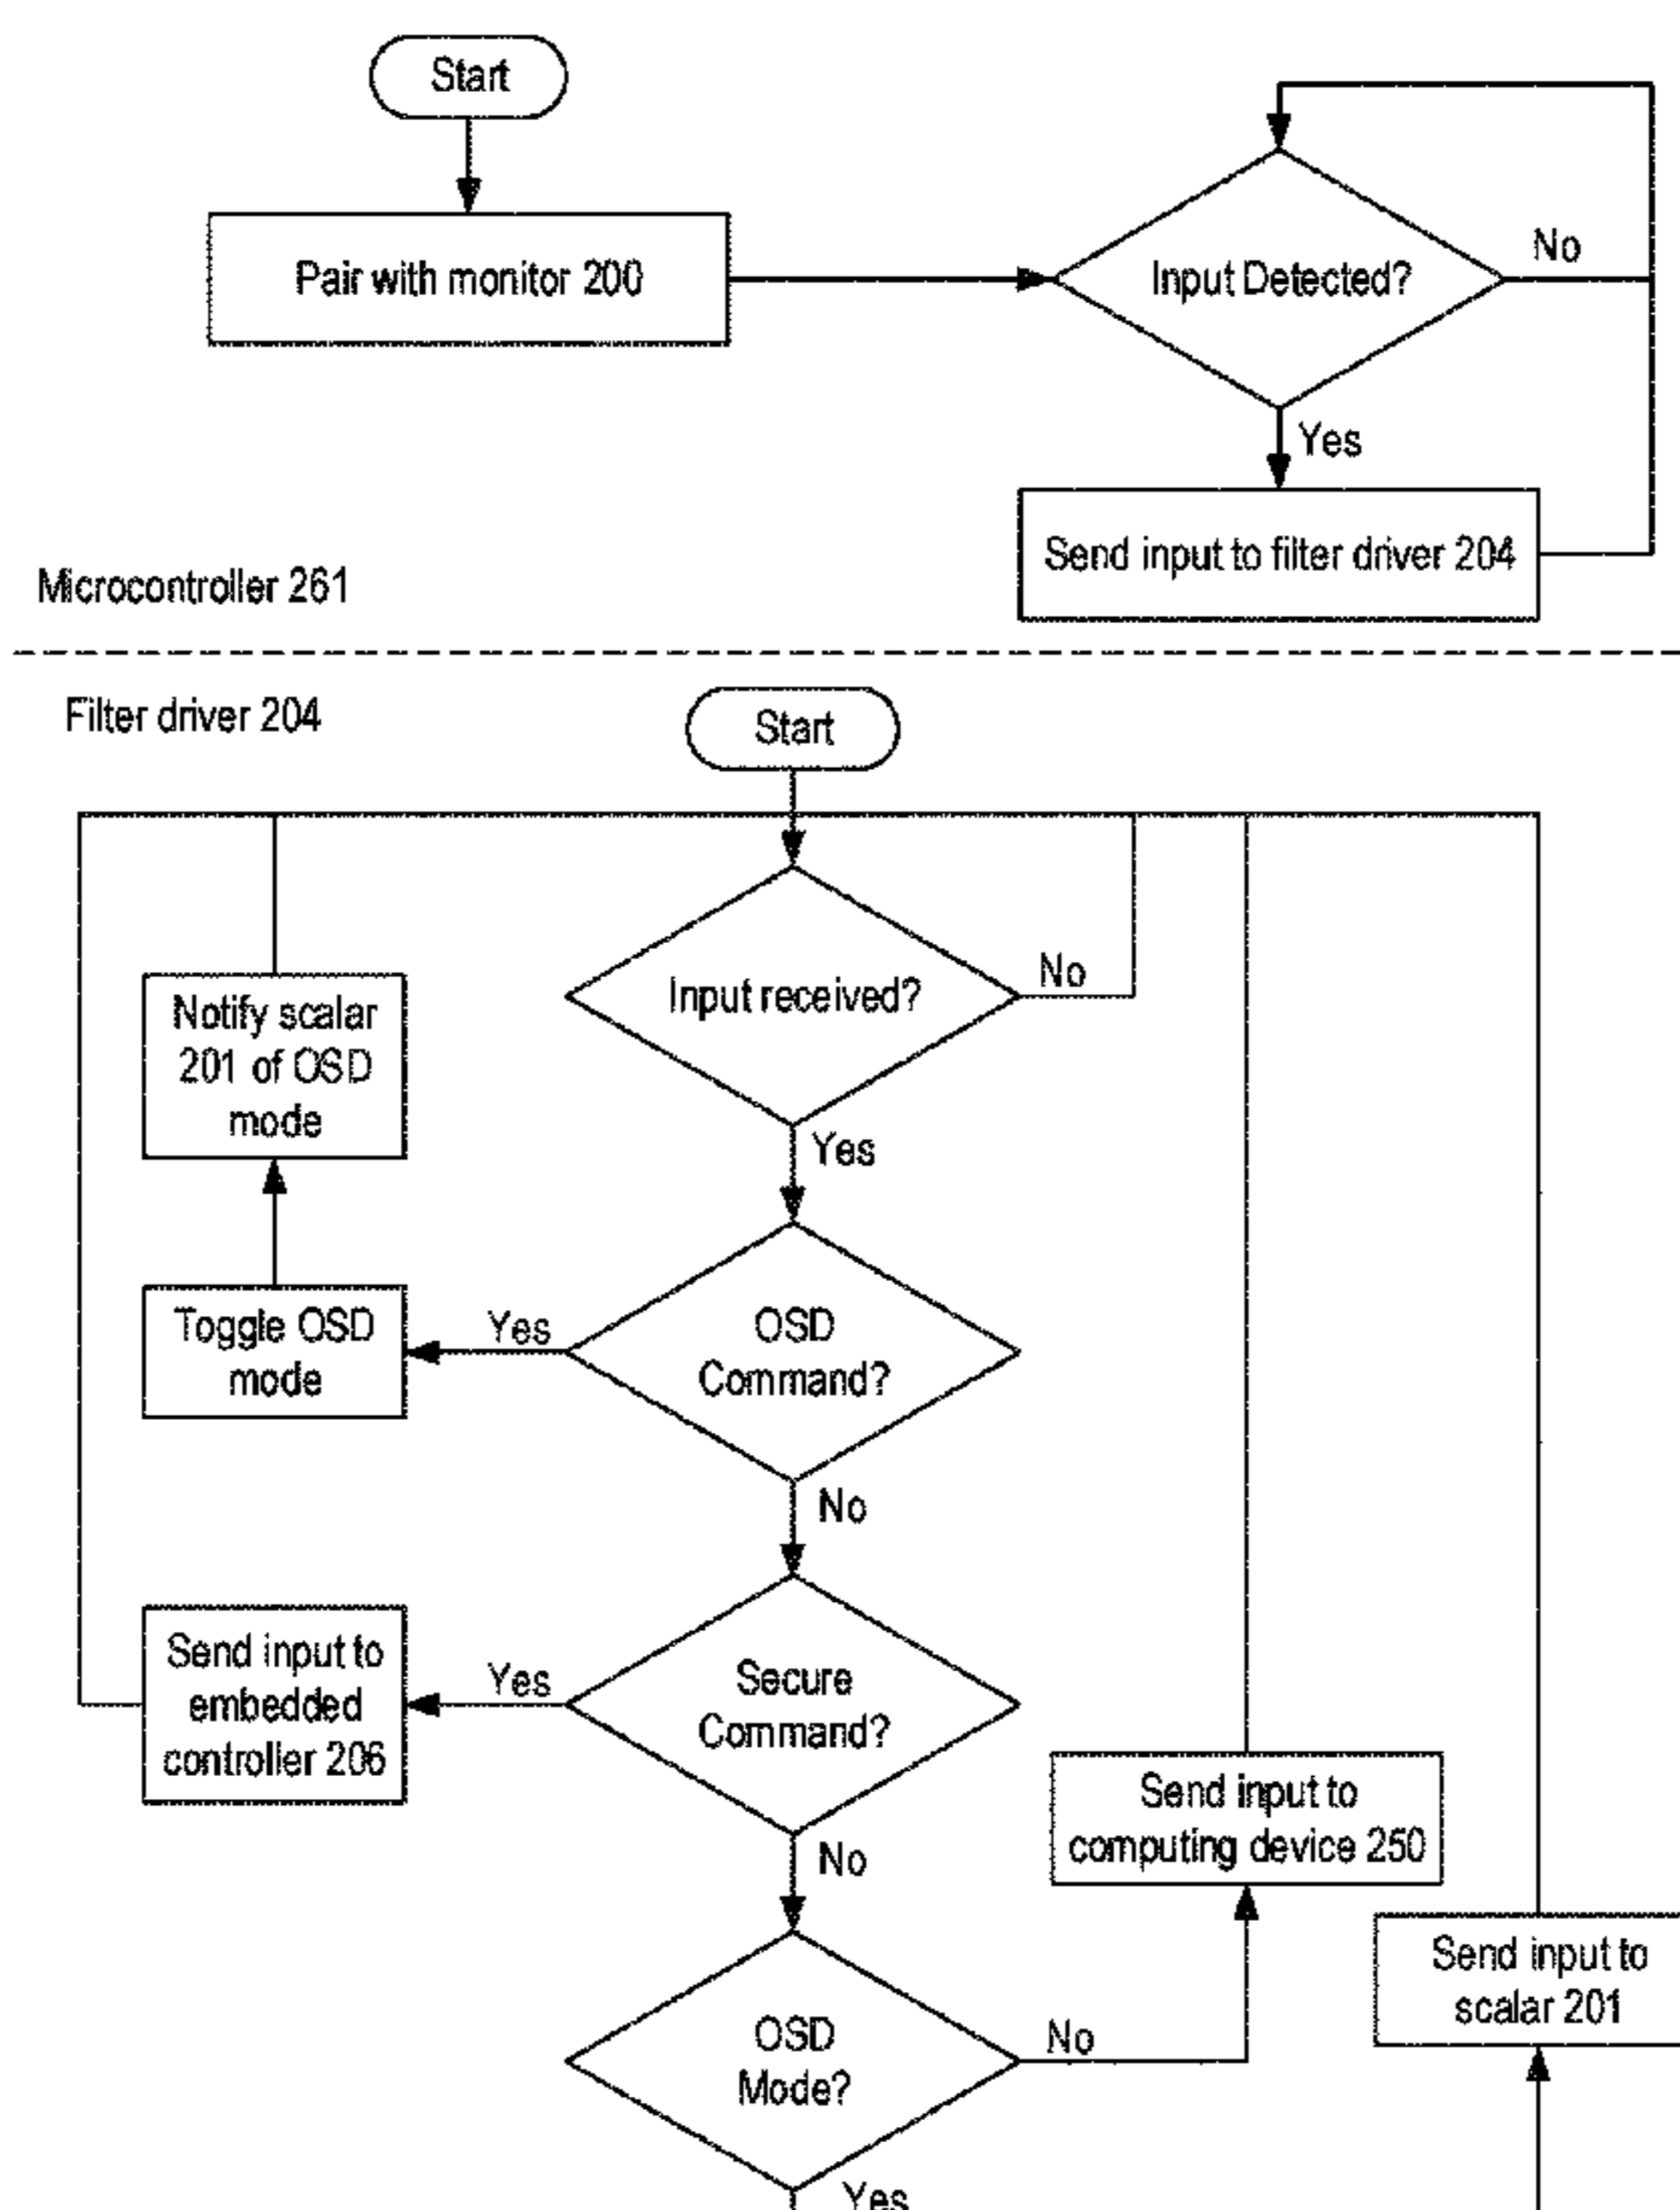 Start
Pair with monitor 200
Input Detected?
No
Yes
Send input to filter driver 204
Microcontroller 261
Filter driver 204
Start
Input received?
No
Yes
Notify scalar
201 of OSD
mode
Toggle OSD
mode
Yes
OSD
Command?
No
Send input to
embedded
controller 206
Yes
Secure
Command?
No
Send input to
computing device 250
Send input to
scalar 201
OSD
Mode?
No
Yes